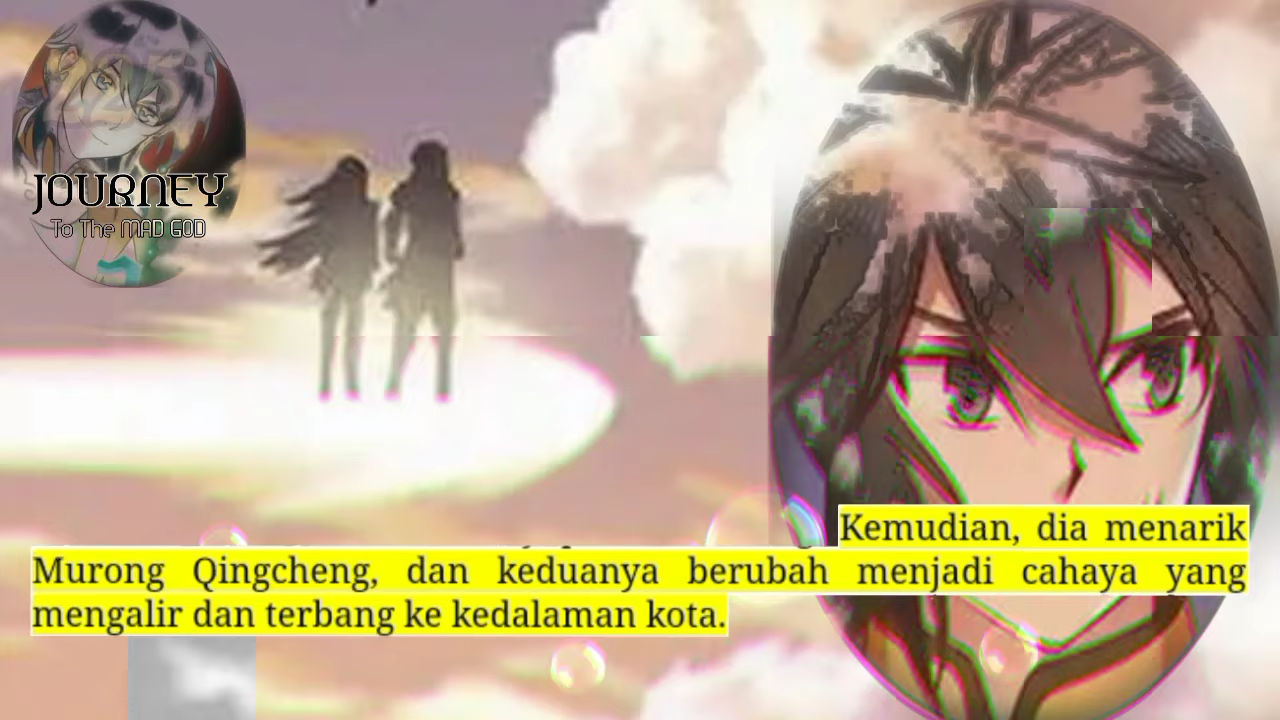 JOURNEY
To The MAD GOD
Kemudian, dia menarik
Murong Qingcheng, dan keduanya berubah menjadi cahaya yang
mengalir dan terbang ke kedalaman kota.